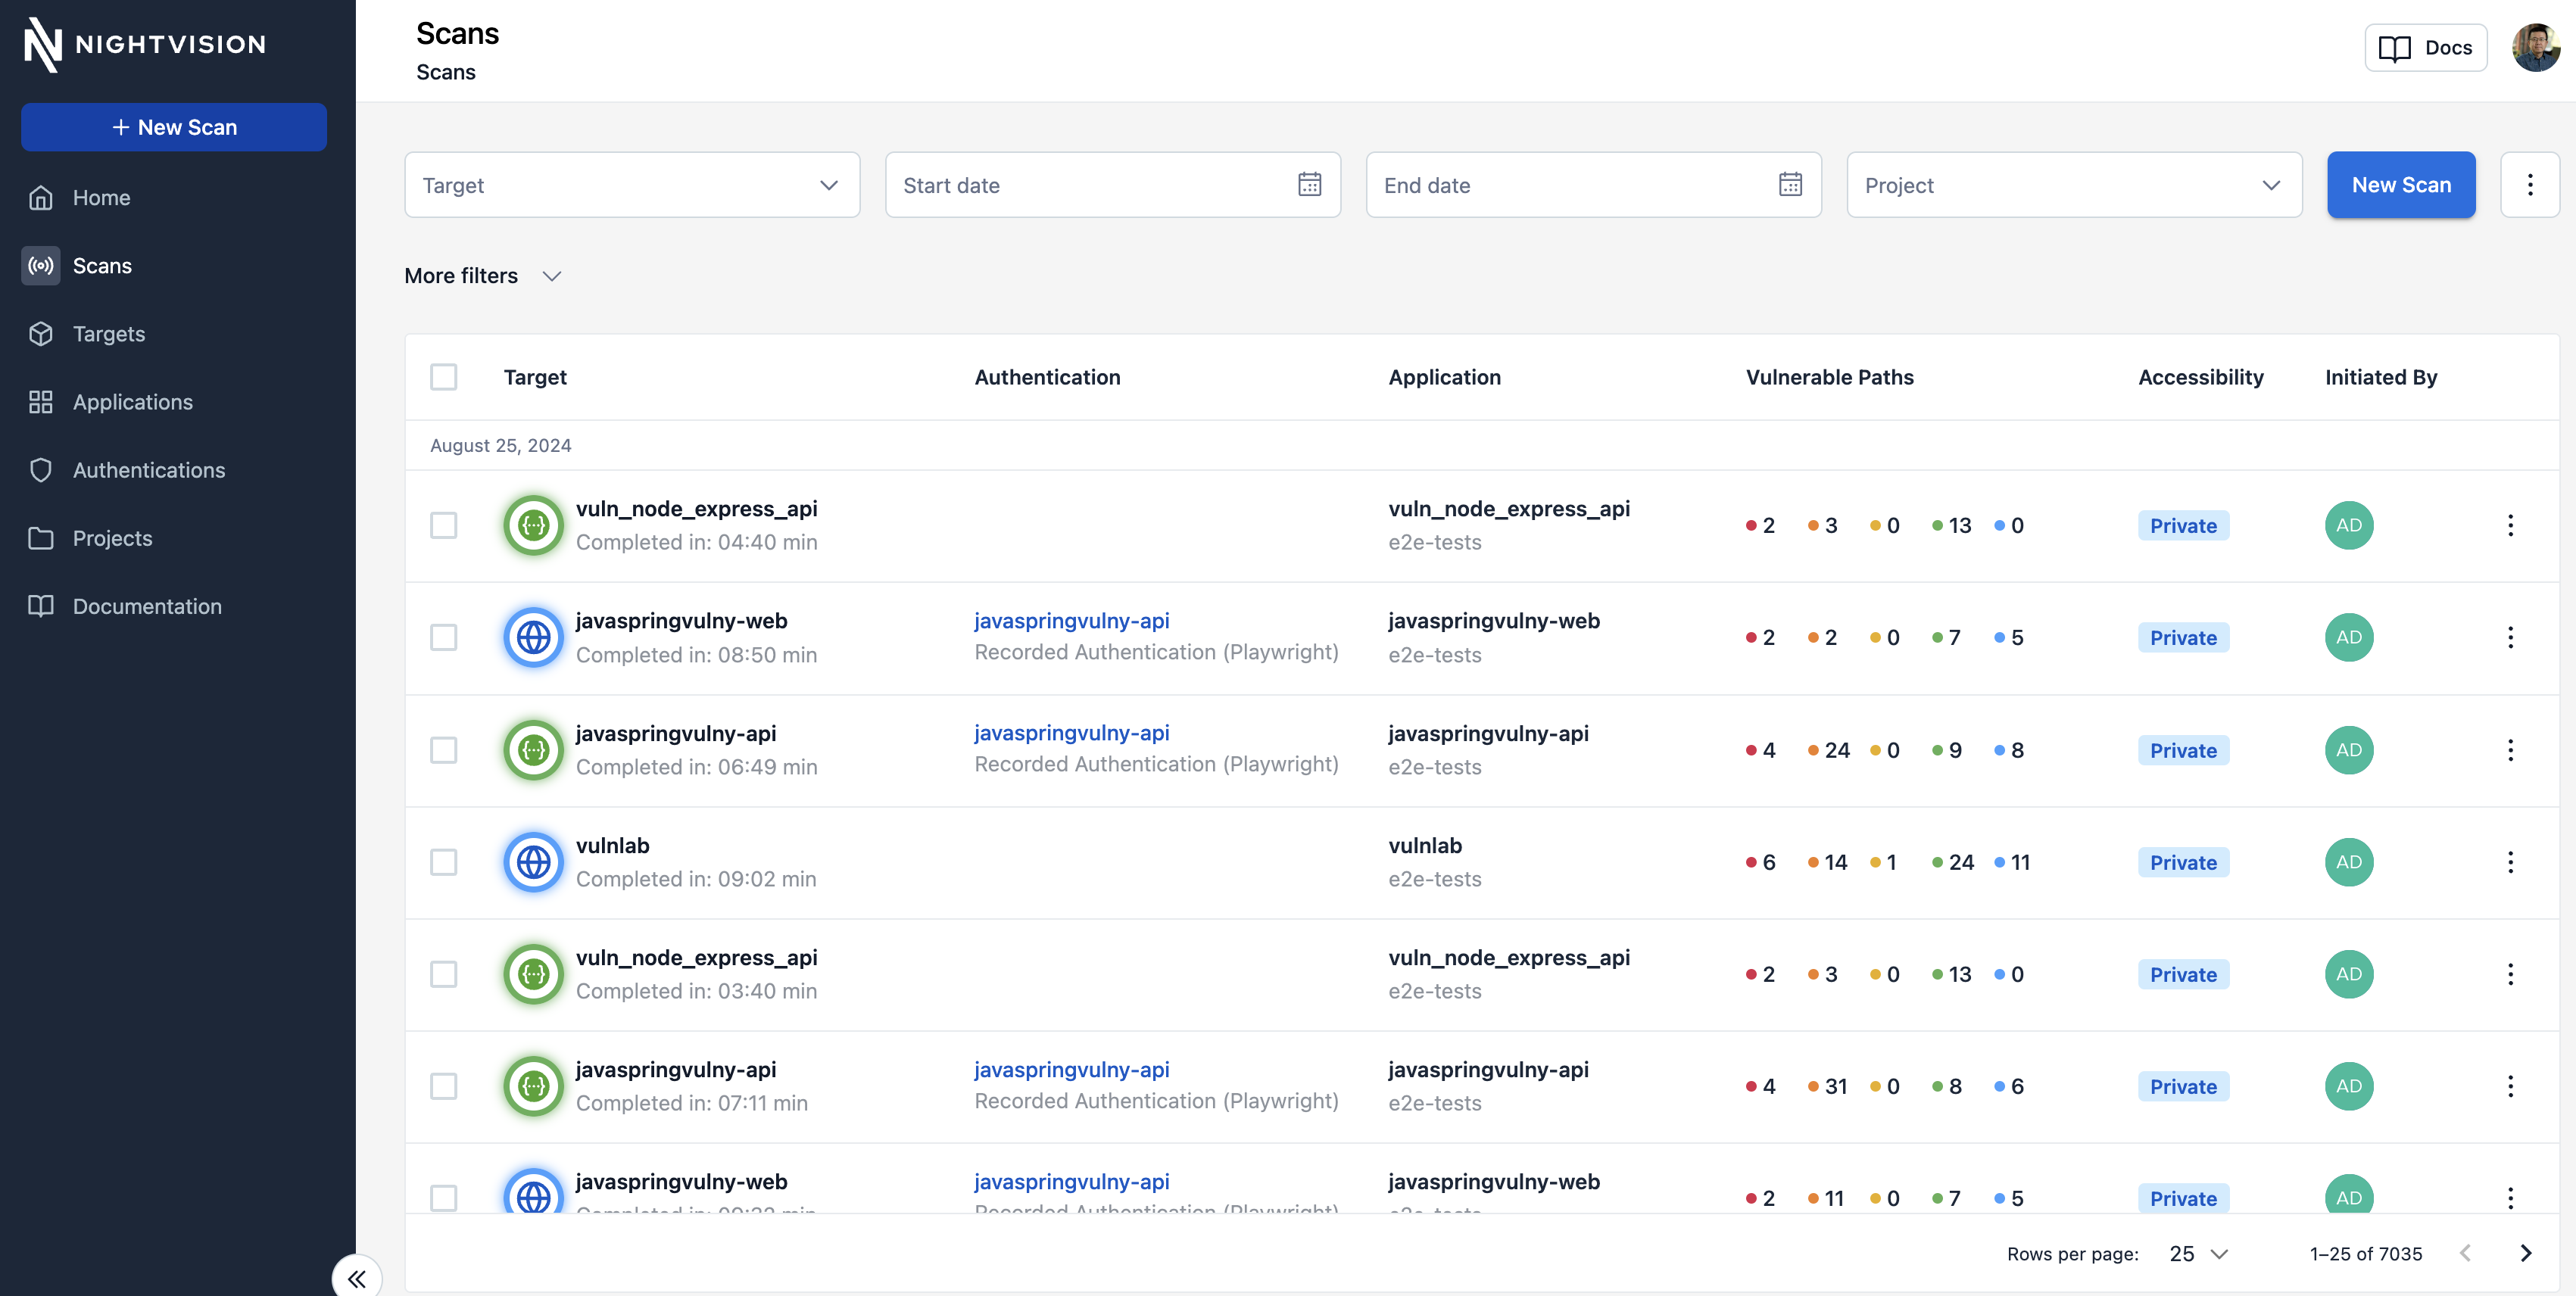 NIGHTVISION
+ New Scan
Home
Scans
Targets
Applications
Authentications
Projects
Documentation
Scans
Scans
Docs
Target
Start date
End date
Project
New Scan
More filters
Target Authentication Application Vulnerable Paths Accessibility Initiated By
August 25, 2024
vuln_node_express_api vuln_node_express_api
Completed in: 04:40 min e2e-tests
2 3 0 13 0 Private AD
javaspringvulny-web javaspringvulny-api javaspringvulny-web
Completed in: 08:50 min Recorded Authentication (Playwright) e2e-tests
2 2 0 7 5 Private AD
javaspringvulny-api javaspringvulny-api javaspringvulny-api
Completed in: 06:49 min Recorded Authentication (Playwright) e2e-tests
4 24 0 9 8 Private AD
vulnlab vulnlab
Completed in: 09:02 min e2e-tests
6 14 1 24 11 Private AD
vuln_node_express_api vuln_node_express_api
Completed in: 03:40 min e2e-tests
2 3 0 13 0 Private AD
javaspringvulny-api javaspringvulny-api javaspringvulny-api
Completed in: 07:11 min Recorded Authentication (Playwright) e2e-tests
4 31 0 8 6 Private AD
javaspringvulny-web javaspringvulny-api javaspringvulny-web
Completed in: min Recorded Authentication (Playwright) e2e-tests
2 11 0 7 5 Private AD
Rows per page: 25 1–25 of 7035